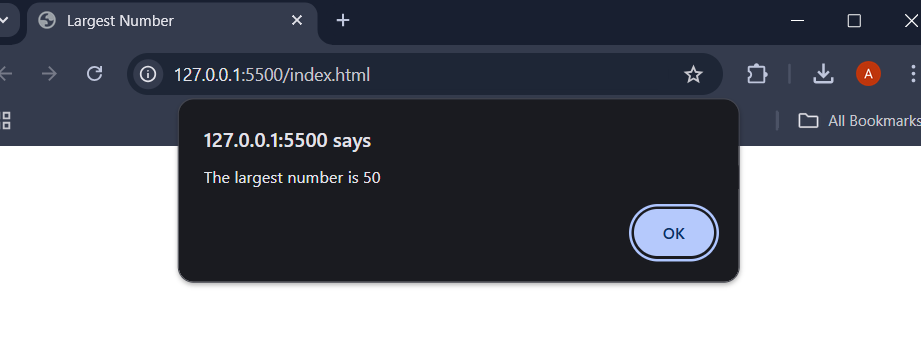 Largest Number
127.0.0.1:5500/index.html
A
All Bookmarks
127.0.0.1:5500 says
The largest number is 50
OK